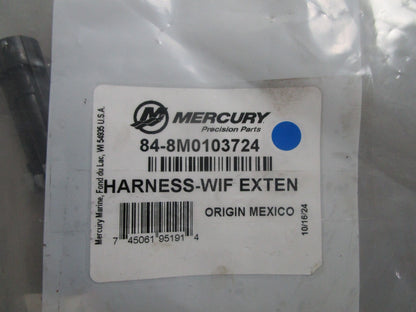 MERCURY
Precision Parts
84-8M0103724
HARNESS-WIF EXTEN
ORIGIN MEXICO
7 45061 95191 4
10/16/24
Mercury Marine, Fond du Lac, WI 54935 U.S.A.